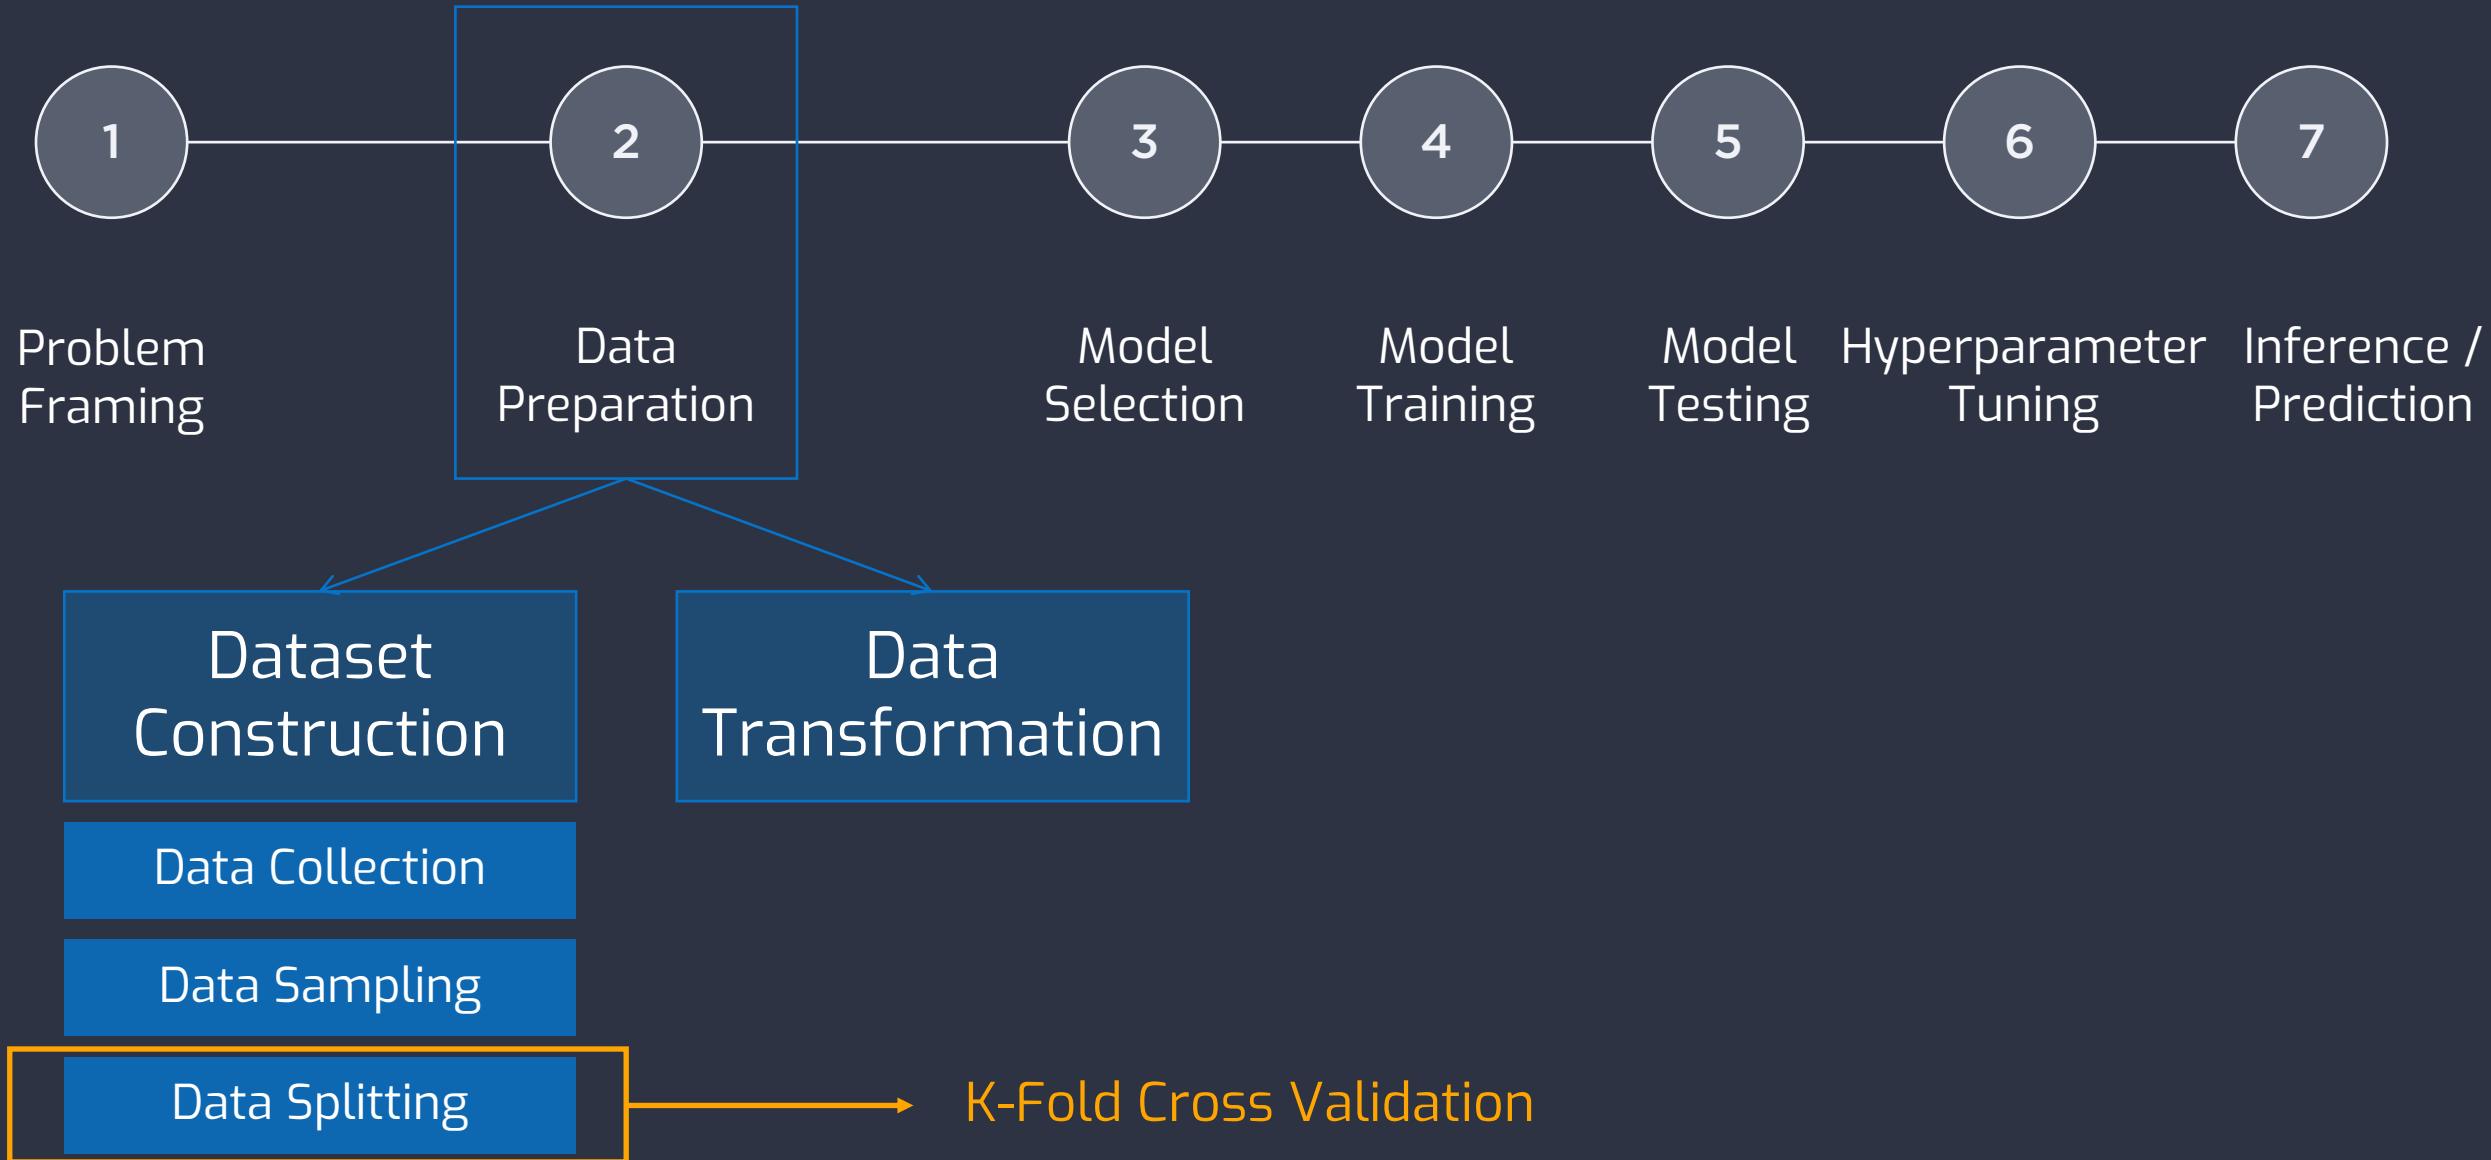 1
2
3
4
5
6
7
Problem
Framing
Data
Preparation
Model
Selection
Model
Training
Model
Testing
Hyperparameter
Tuning
Inference /
Prediction
Dataset
Construction
Data
Transformation
Data Collection
Data Sampling
Data Splitting
K-Fold Cross Validation